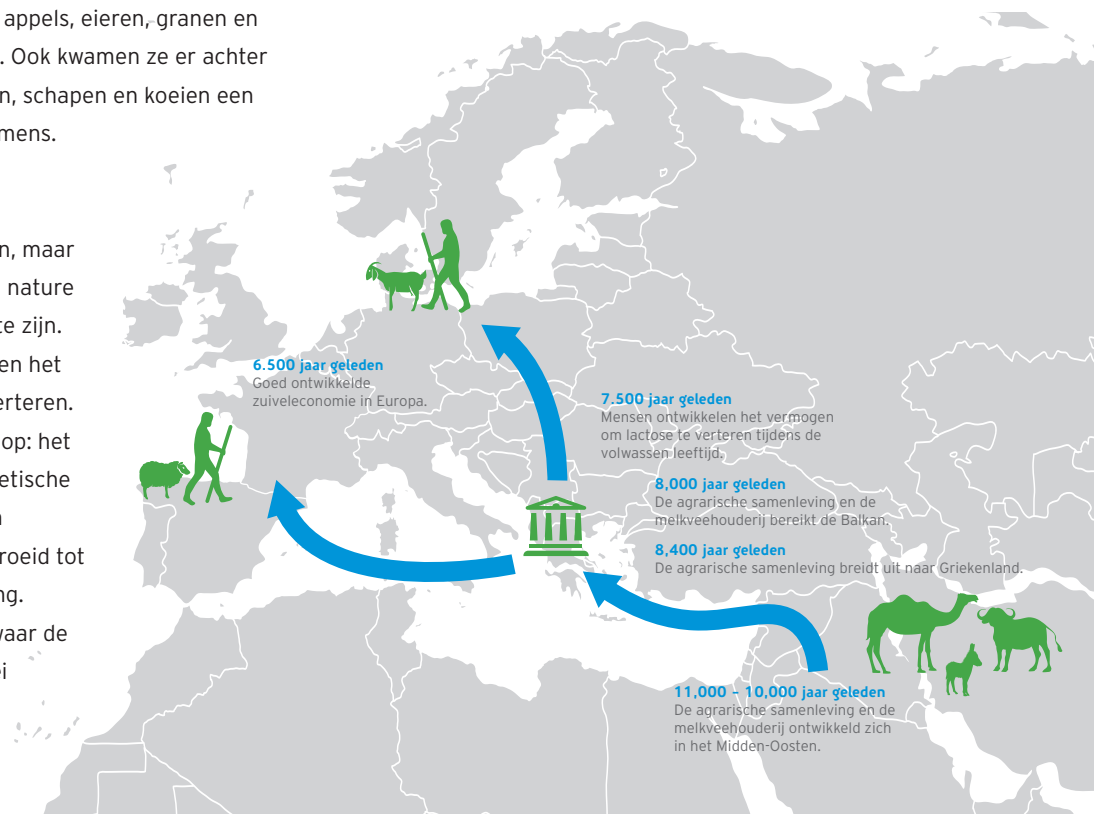 appels, eieren, granen en
. Ook kwamen ze er achter
n, schapen en koeien een
mens.
n, maar
nature
te zijn.
en het
erteren.
op: het
etische
roeid tot
ng.
waar de
ei
6.500 jaar geleden
Goed ontwikkelde
zuiveleconomie in Europa.
7.500 jaar geleden
Mensen ontwikkelen het vermogen
om lactose te verteren tijdens de
volwassen leeftijd.
8,000 jaar geleden
De agrarische samenleving en de
melkveehouderij bereikt de Balkan.
8,400 jaar geleden
De agrarische samenleving breidt uit naar Griekenland.
11,000 – 10,000 jaar geleden
De agrarische samenleving en de
melkveehouderij ontwikkeld zich
in het Midden-Oosten.